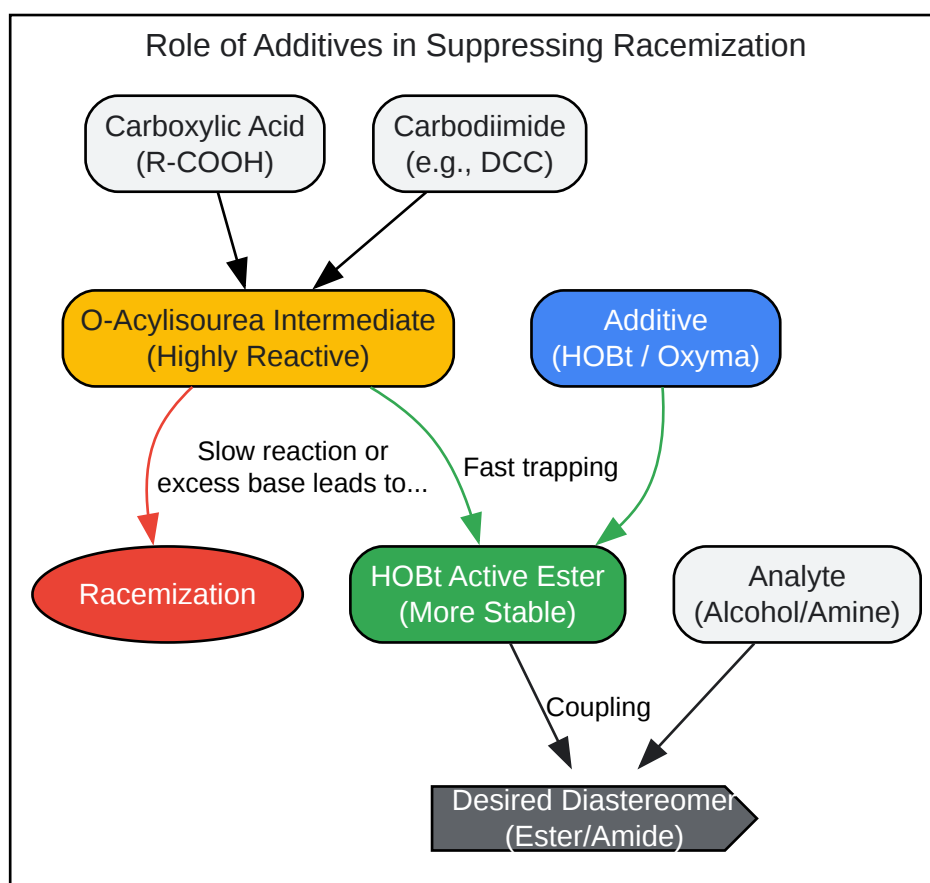 Role of Additives in Suppressing Racemization
Carboxylic Acid
(R-COOH)
Carbodiimide
(e.g., DCC)
O-Acylisourea Intermediate
(Highly Reactive)
Additive
(HOBt / Oxyma)
Slow reaction or
excess base leads to...
Fast trapping
Racemization
HOBt Active Ester
(More Stable)
Analyte
(Alcohol/Amine)
Coupling
Desired Diastereomer
(Ester/Amide)